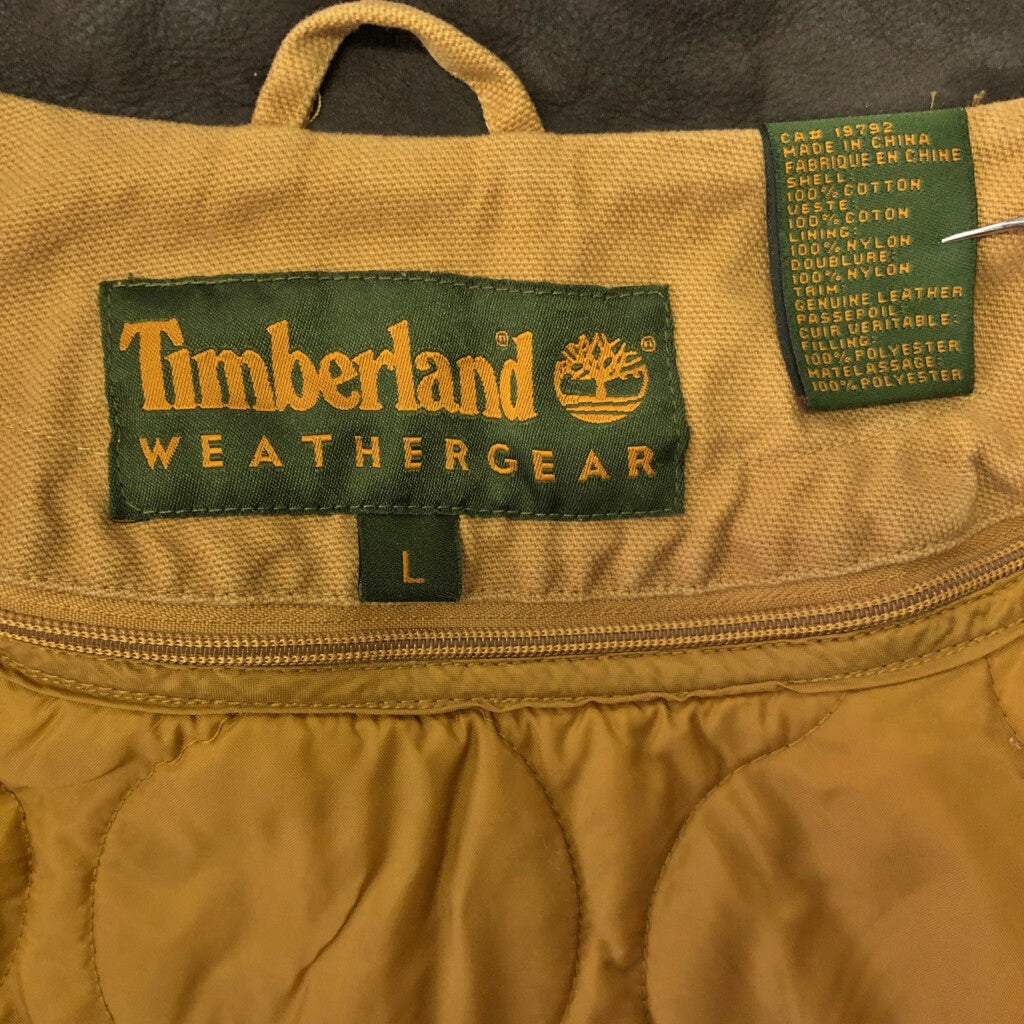 Timberland®
WEATHERGEAR
L
CA# 19792
MADE IN CHINA
FABRIQUE EN CHINE
SHELL:
100% COTTON
VESTE:
100% COTON
LINING:
100% NYLON
DOUBLURE:
100% NYLON
TRIM:
GENUINE LEATHER
PASSEPOIL
CUIR VERITABLE:
FILLING:
100% POLYESTER
MATELASSAGE:
100% POLYESTER